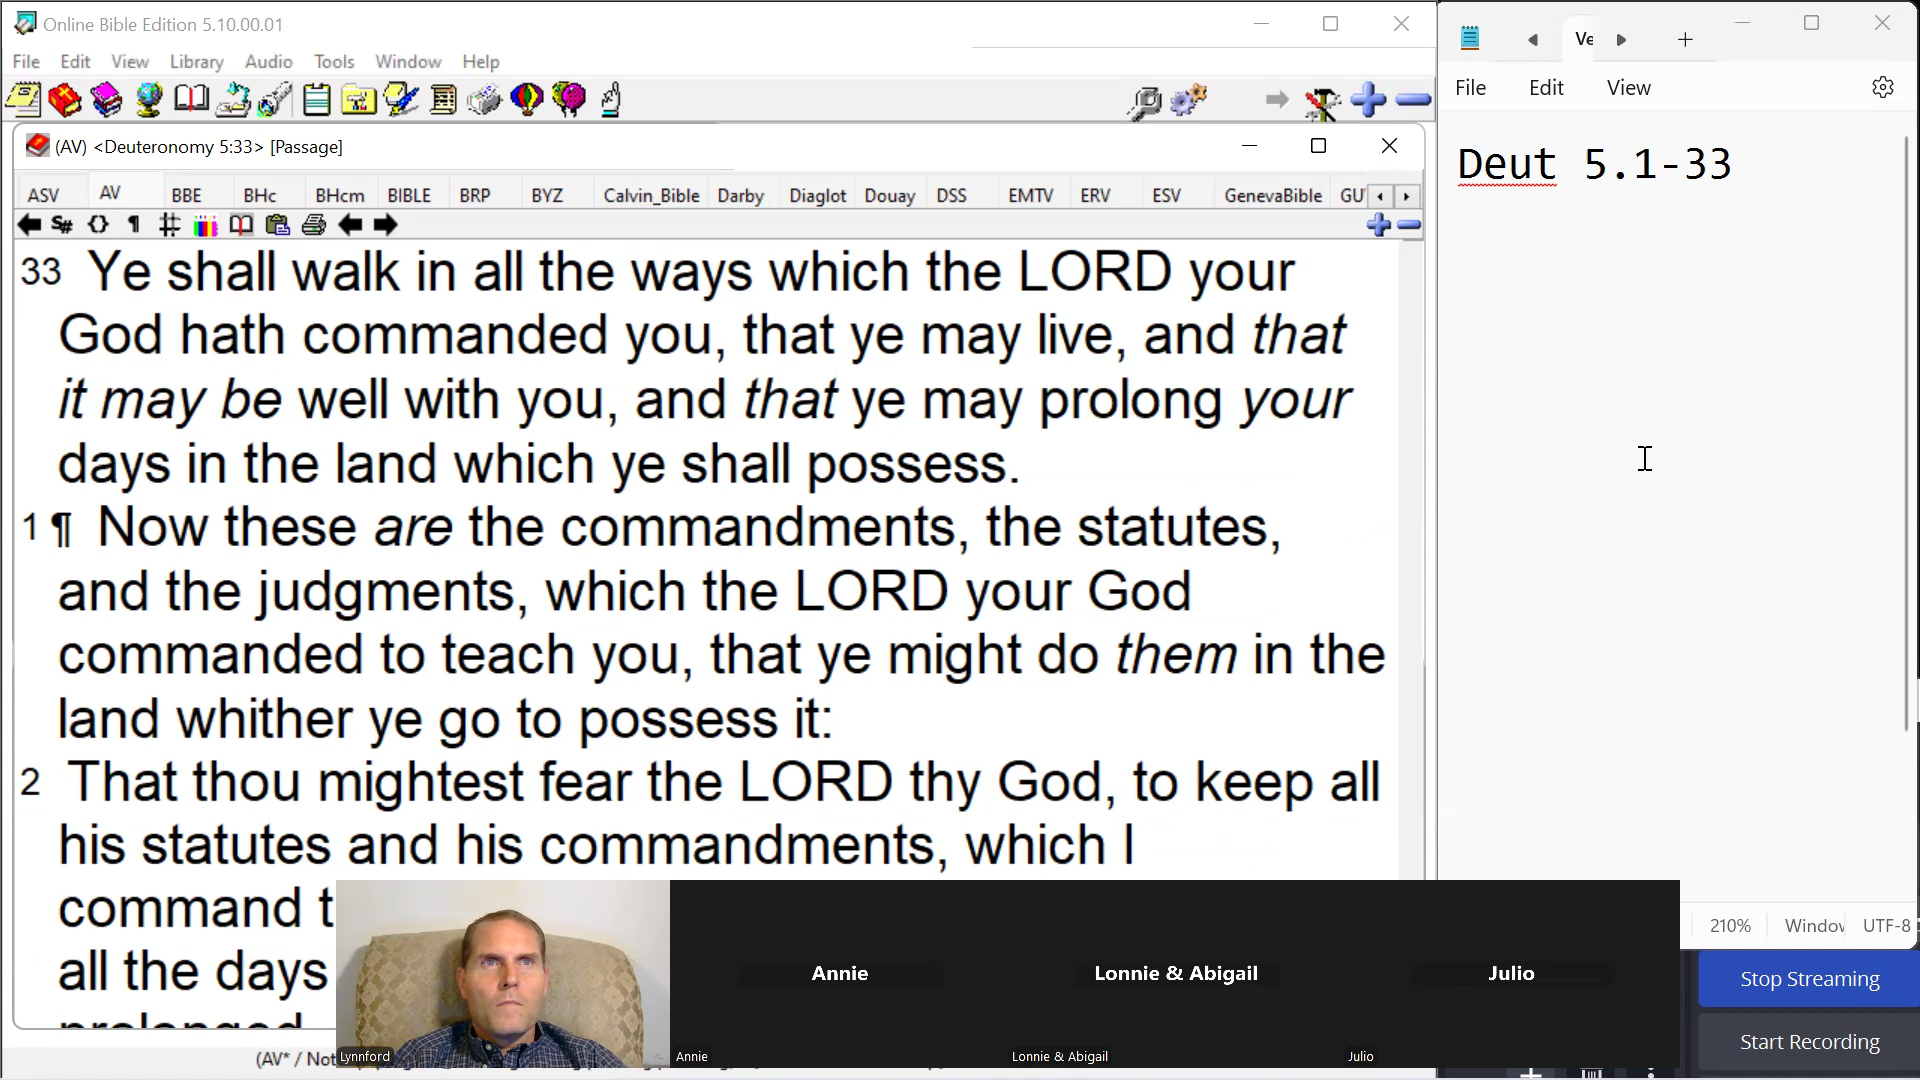 Online Bible Edition 5.10.00.01
File Edit View Library Audio Tools Window Help
(AV) <Deuteronomy 5:33> [Passage]
ASV AV BBE BHc BHcm BIBLE BRP BYZ Calvin_Bible Darby Diaglot Douay DSS EMTV ERV ESV GenevaBible GU
33 Ye shall walk in all the ways which the LORD your
God hath commanded you, that ye may live, and that
it may be well with you, and that ye may prolong your
days in the land which ye shall possess.
1 ¶ Now these are the commandments, the statutes,
and the judgments, which the LORD your God
commanded to teach you, that ye might do them in the
land whither ye go to possess it:
2 That thou mightest fear the LORD thy God, to keep all
his statutes and his commandments, which I
command t
all the days
prolonged
(AV* / Not
Ve
File Edit View
Deut 5.1-33
210% Window UTF-8
Annie
Lonnie & Abigail
Julio
Lynnford
Annie
Lonnie & Abigail
Julio
Stop Streaming
Start Recording